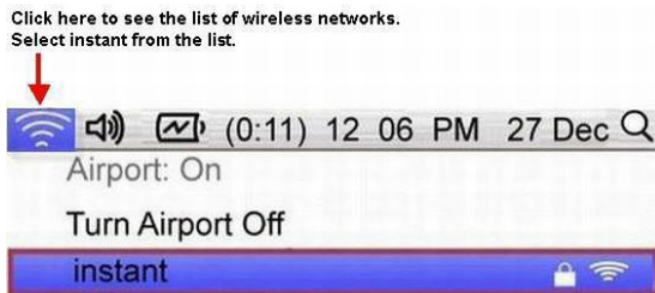 Click here to see the list of wireless networks.
Select instant from the list.
(0:11) 12 06 PM 27 Dec
Airport: On
Turn Airport Off
instant